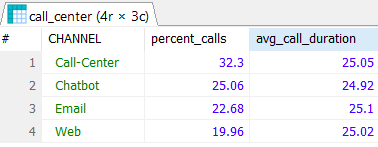 call_center (4r × 3c)
# CHANNEL percent_calls avg_call_duration
1 Call-Center 32.3 25.05
2 Chatbot 25.06 24.92
3 Email 22.68 25.1
4 Web 19.96 25.02